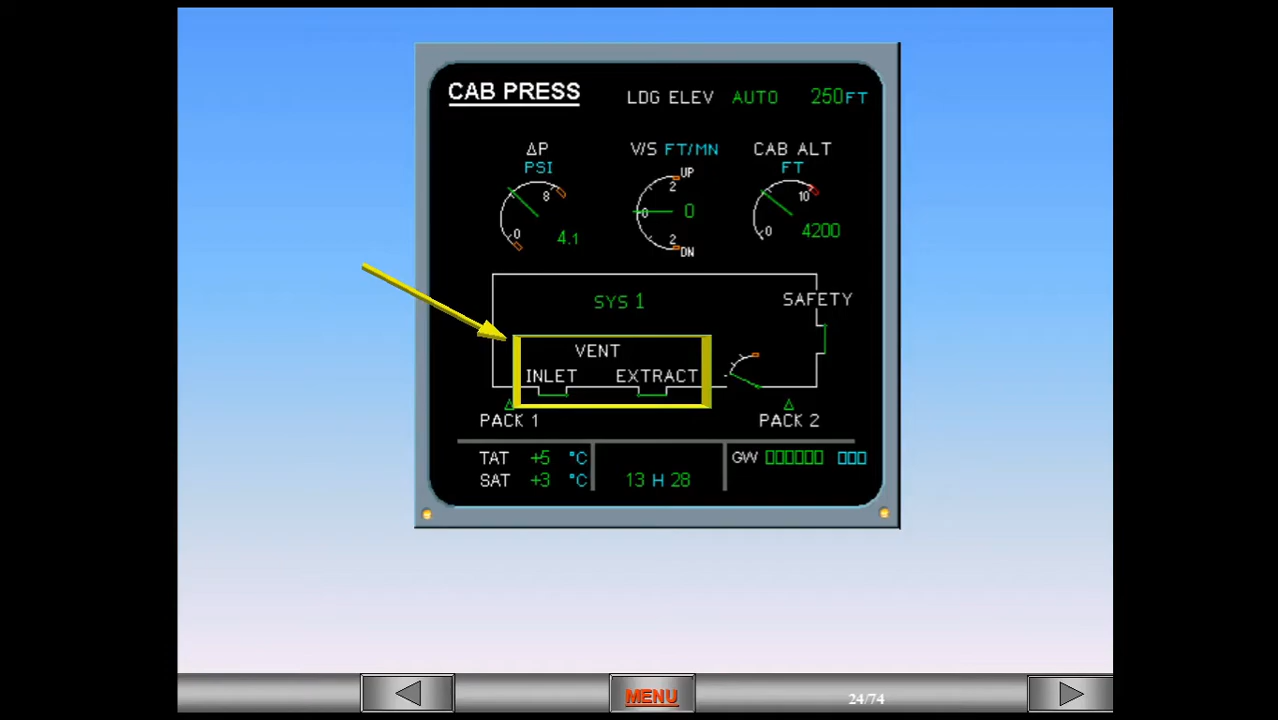 CAB PRESS LDG ELEV AUTO 250FT
ΔP V/S FT/MN CAB ALT
PSI FT
UP
8 2 10
0 0
0 2 0
4.1 4200
DN
SYS 1 SAFETY
VENT
INLET EXTRACT
PACK 1 PACK 2
TAT +5 °C GW
SAT +3 °C 13 H 28
MENU 24/74